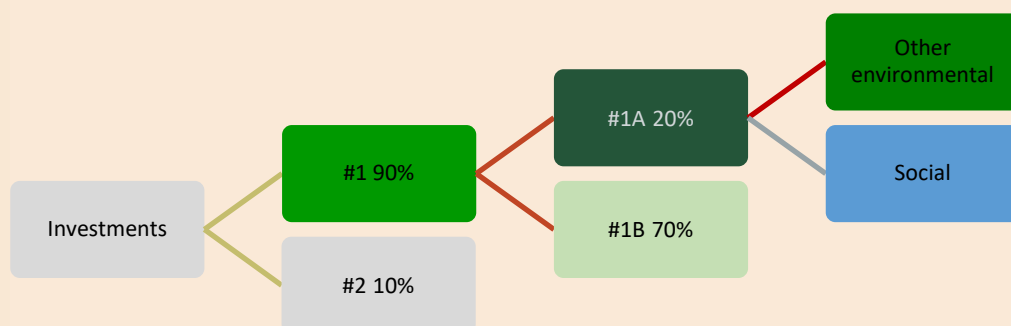 Investments
#1 90%
#2 10%
#1A 20%
#1B 70%
Other
environmental
Social